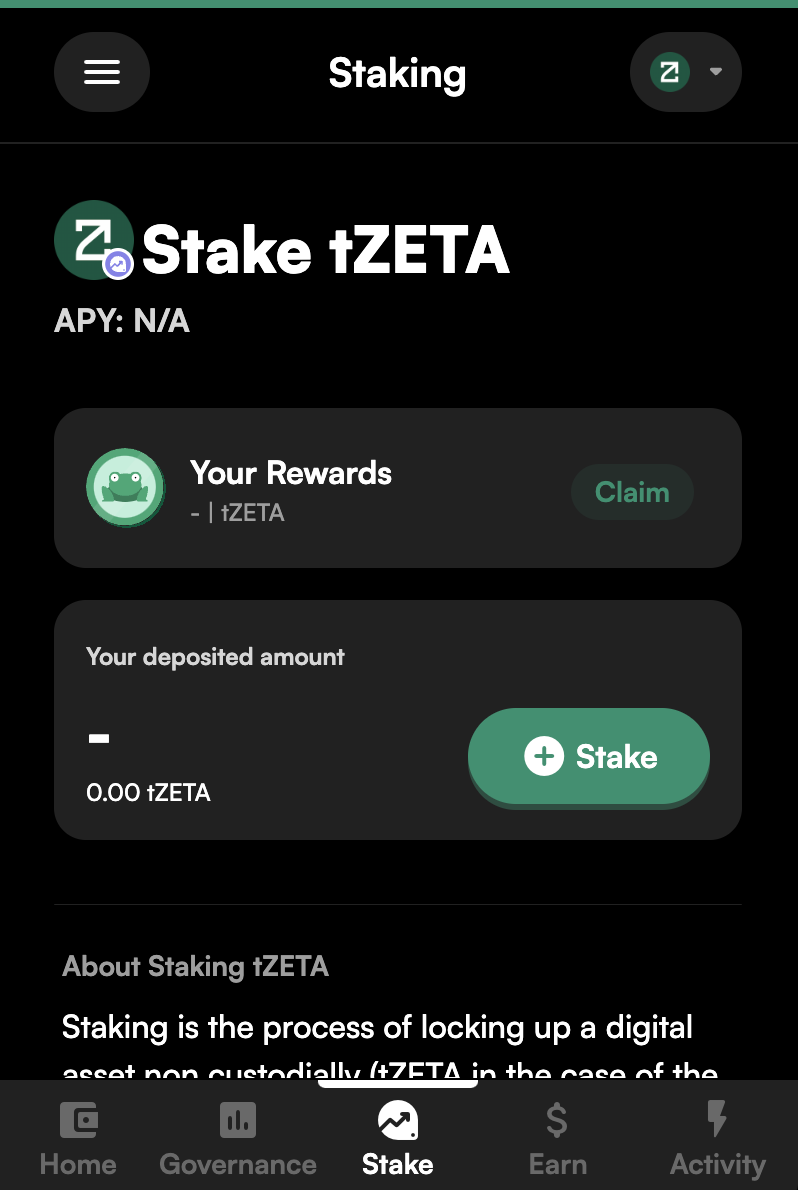 Staking
Stake tZETA
APY: N/A
Your Rewards
- | tZETA
Claim
Your deposited amount
-
0.00 tZETA
Stake
About Staking tZETA
Staking is the process of locking up a digital
asset non custodially (tZETA in the case of the
Home
Governance
Stake
Earn
Activity